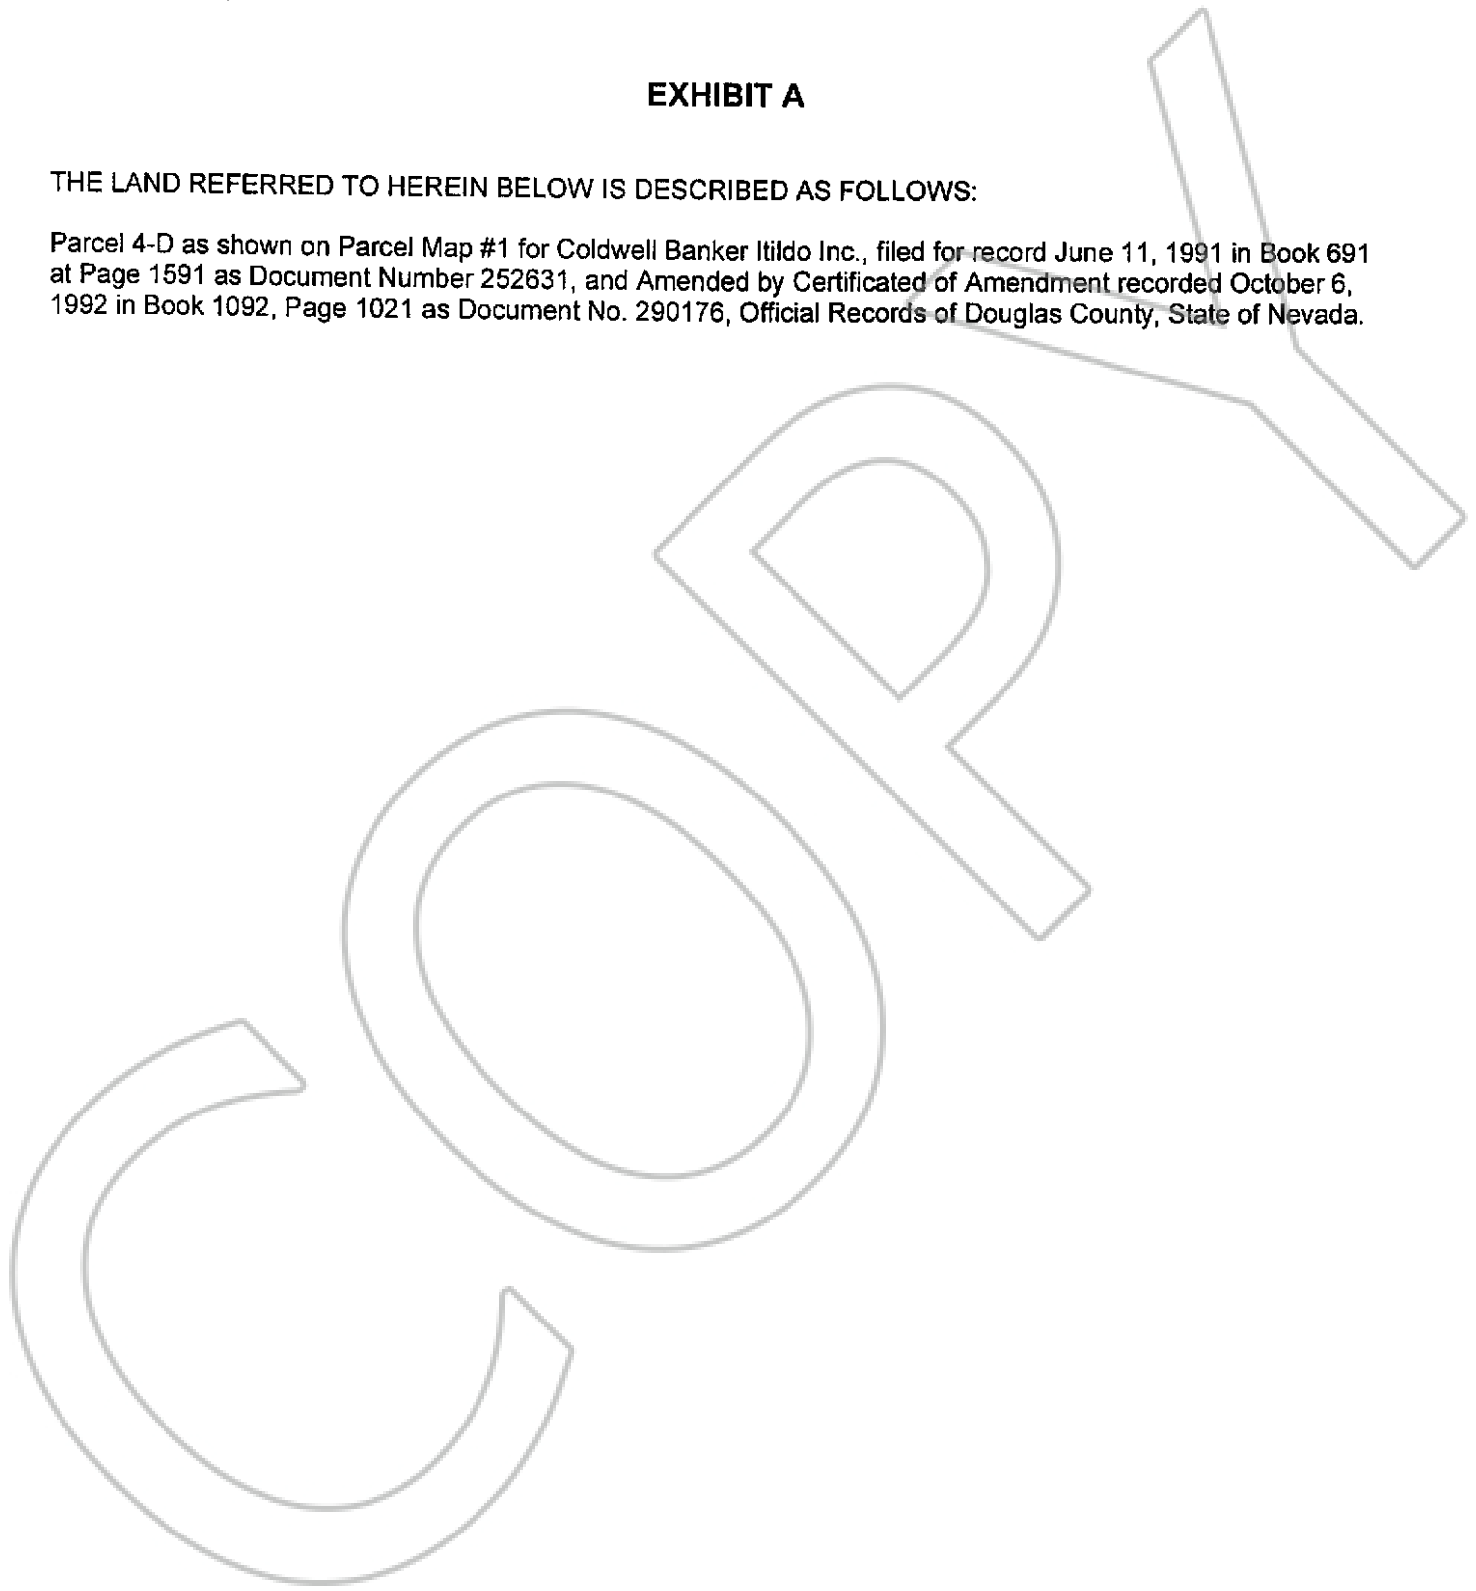 EXHIBIT A
THE LAND REFERRED TO HEREIN BELOW IS DESCRIBED AS FOLLOWS:
Parcel 4-D as shown on Parcel Map #1 for Coldwell Banker Itildo Inc., filed for record June 11, 1991 in Book 691
at Page 1591 as Document Number 252631, and Amended by Certificated of Amendment recorded October 6,
1992 in Book 1092, Page 1021 as Document No. 290176, Official Records of Douglas County, State of Nevada.
COPY